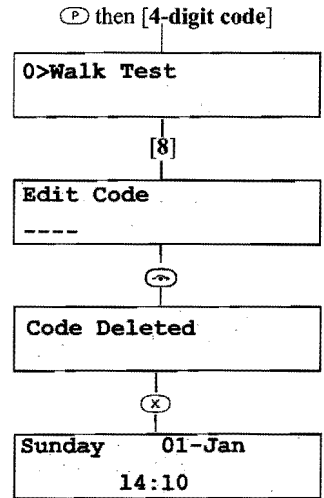 P then [4-digit code]
0>Walk Test
[8]
Edit Code
----
Code Deleted
X
Sunday 01-Jan
14:10